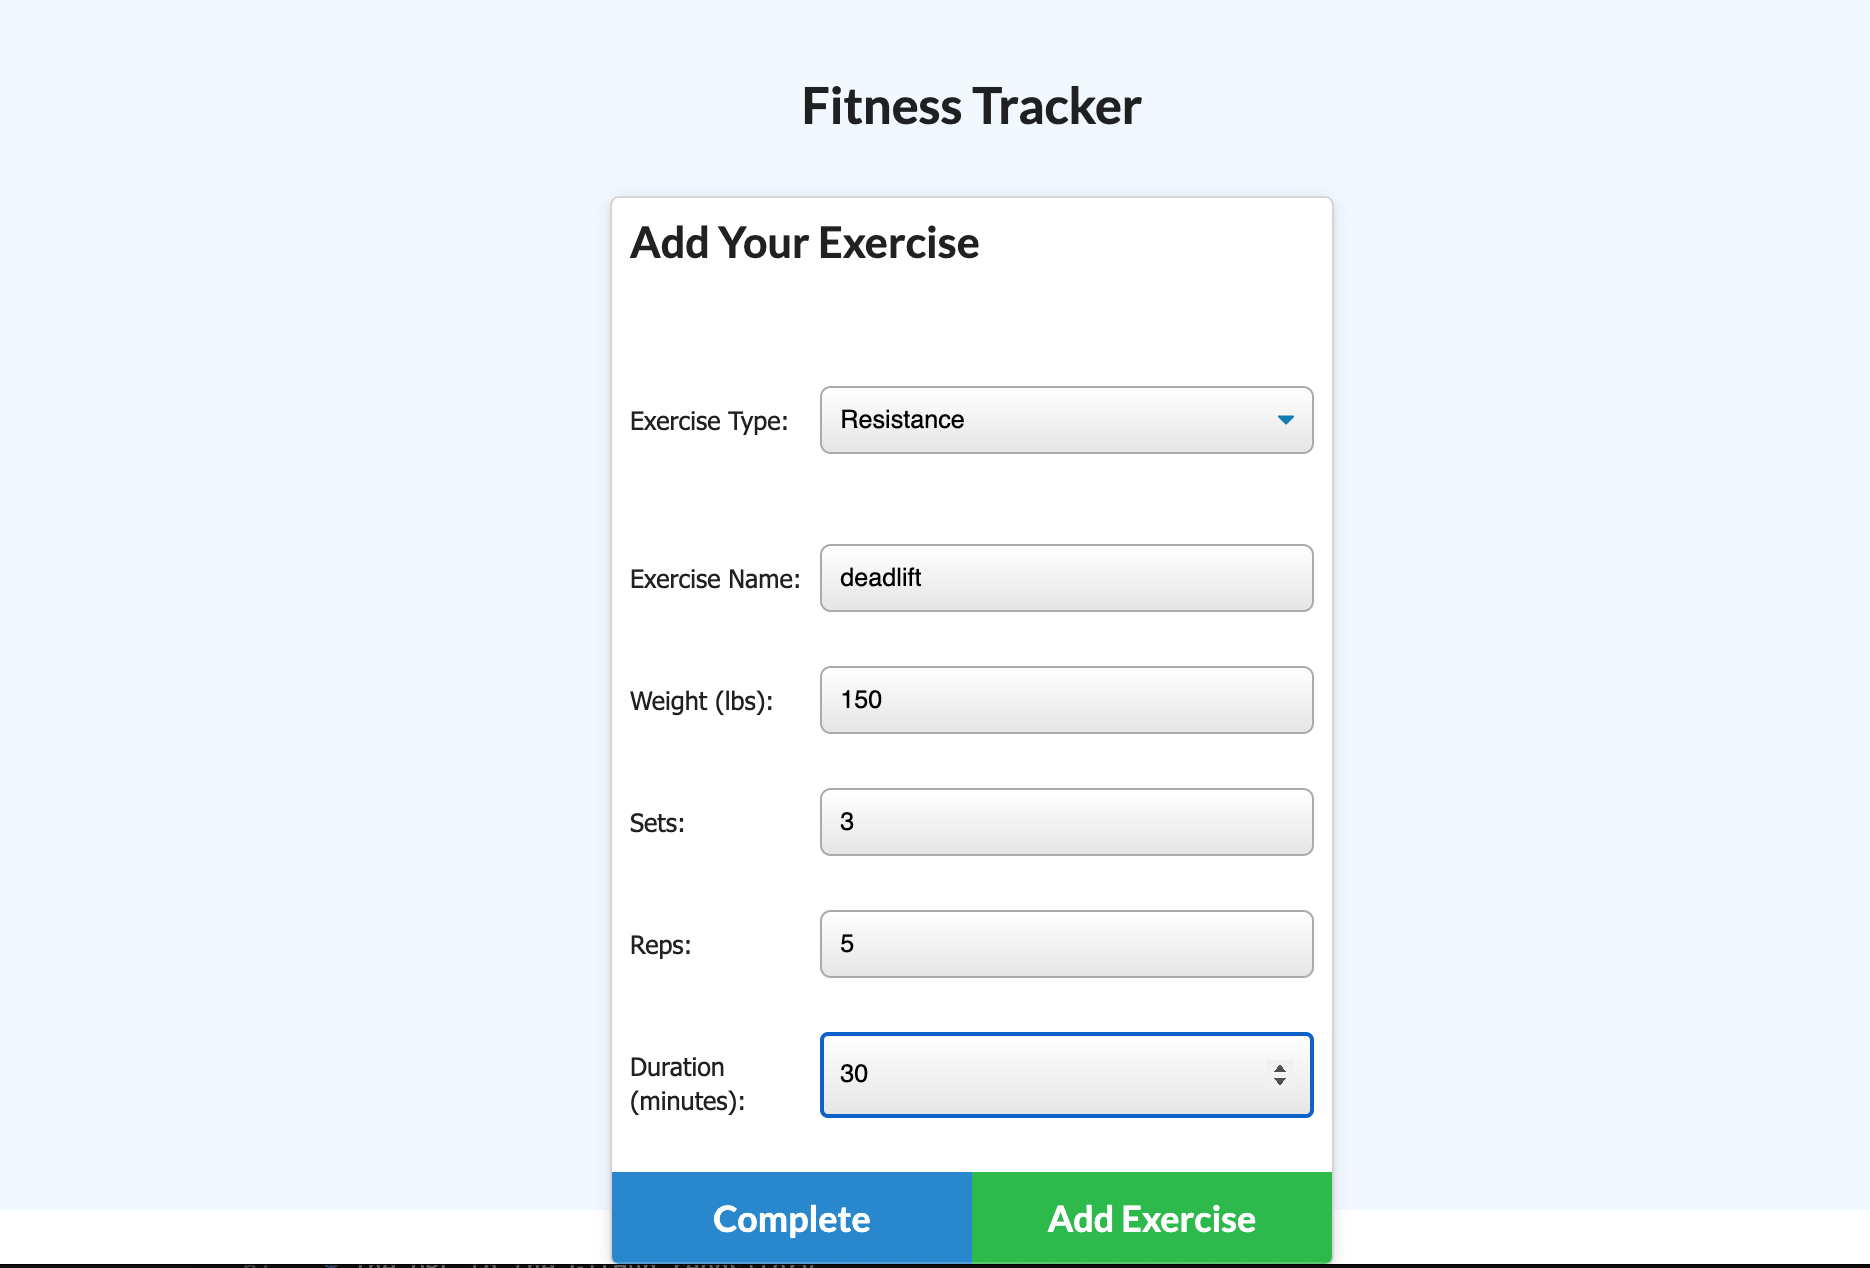 Fitness Tracker
Add Your Exercise
Exercise Type: Resistance
Exercise Name: deadlift
Weight (lbs): 150
Sets: 3
Reps: 5
Duration (minutes): 30
Complete Add Exercise